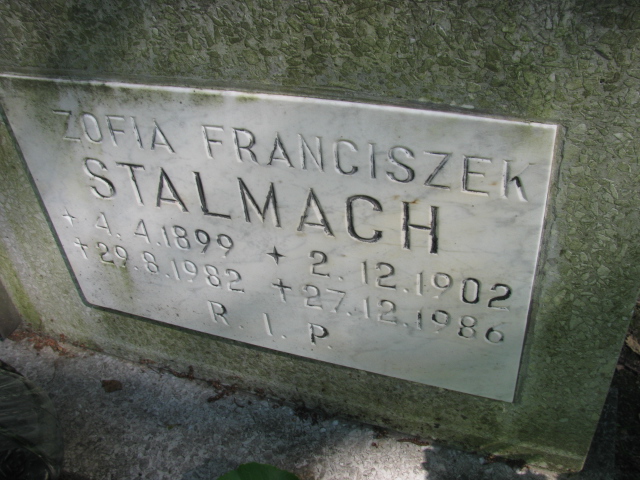 ZOFIA FRANCISZEK
STALMACH
+ 4.4.1899 ✦ 2.12.1902
+ 29.8.1982 + 27.12.1986
R.I.P.